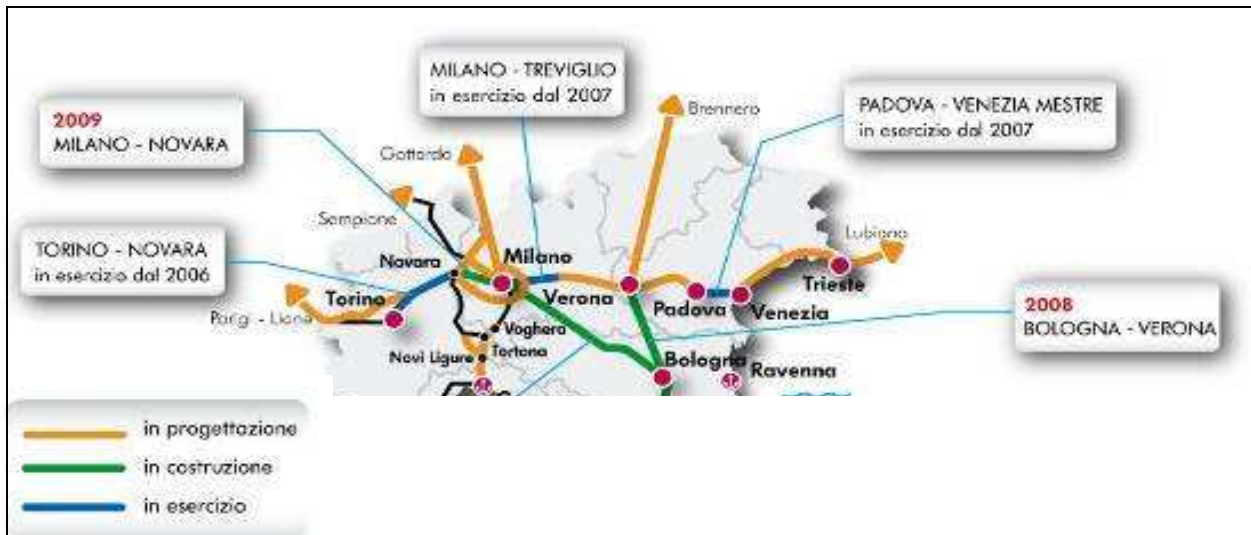 MILANO - TREVIGLIO
in esercizio dal 2007
PADOVA - VENEZIA MESTRE
in esercizio dal 2007
2009
MILANO - NOVARA
Brennero
Gottardo
Sempione
TORINO - NOVARA
in esercizio dal 2006
Lubiana
Novara
Milano
Torino
Verona
Padova
Venezia
Trieste
Parigi - Lione
2008
BOLOGNA - VERONA
Voghera
Novi Ligure
Tortona
Bologna
Ravenna
in progettazione
in costruzione
in esercizio